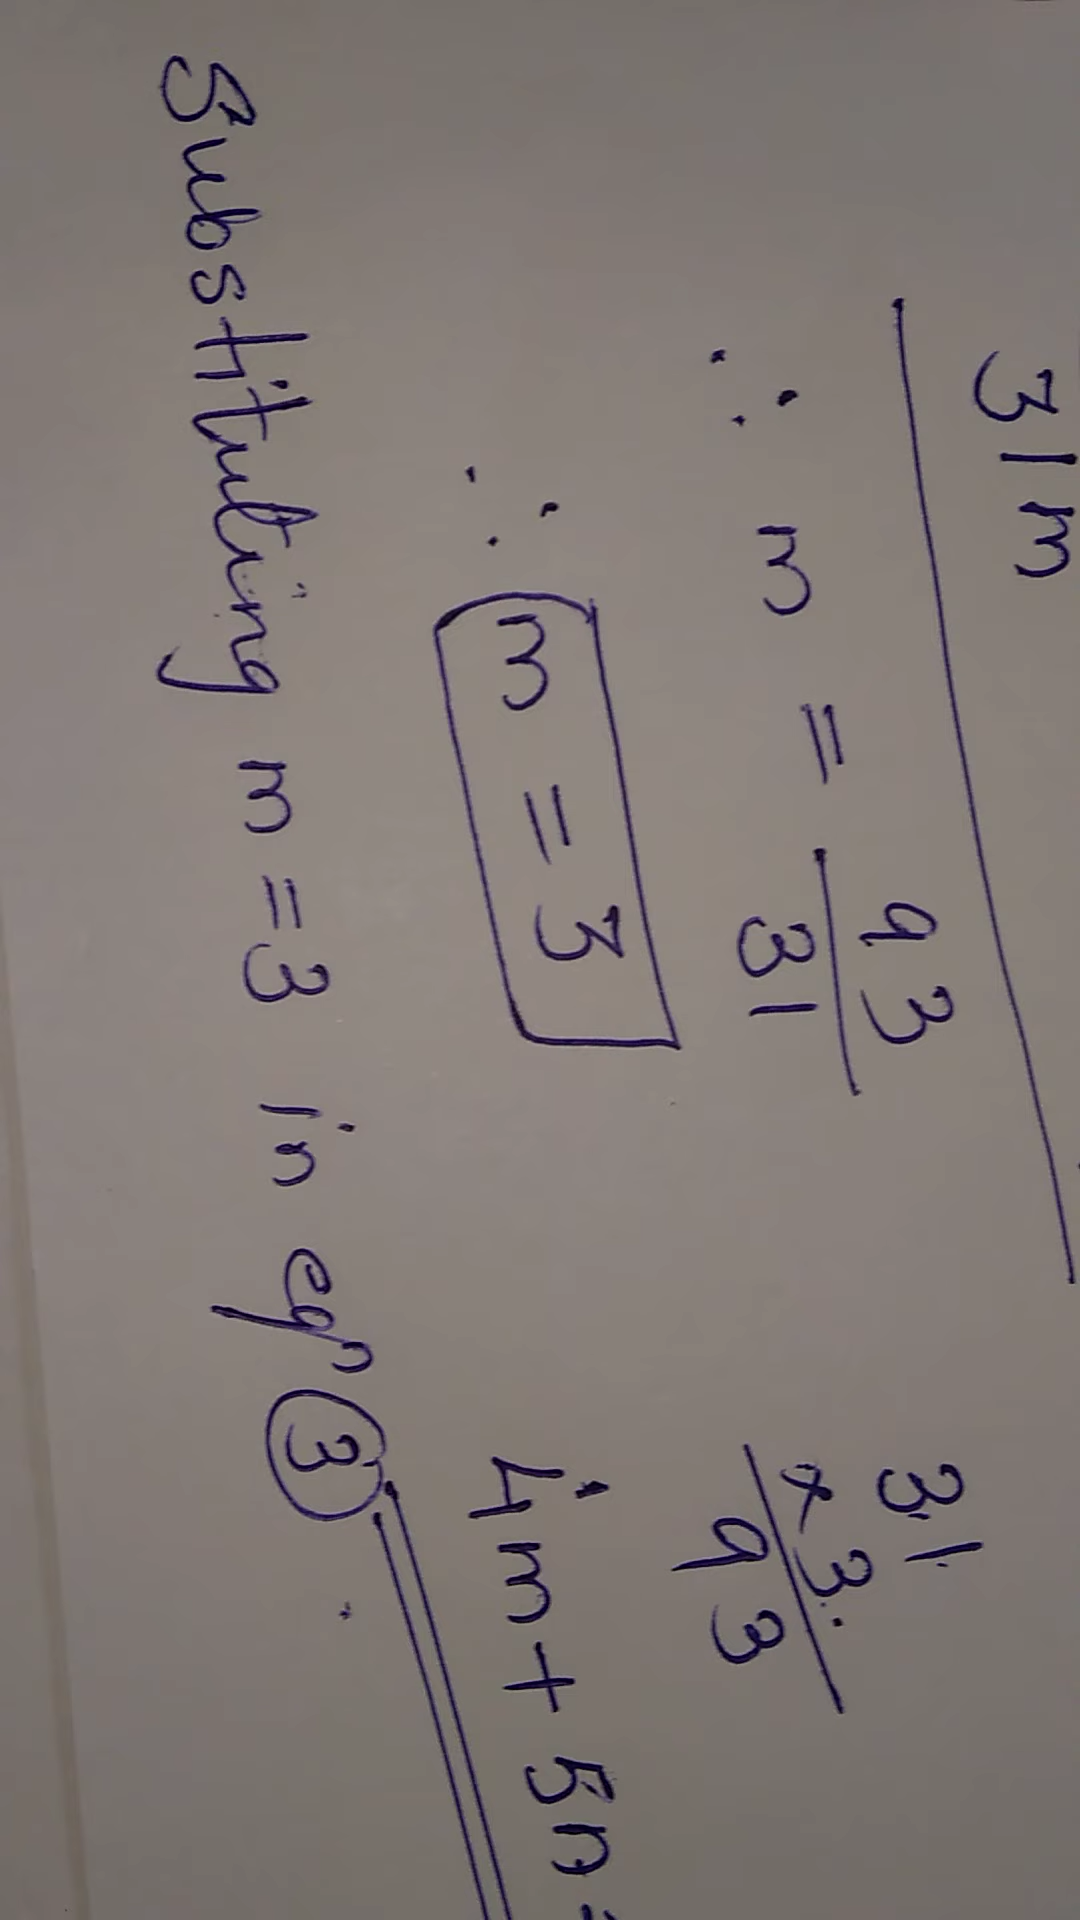 31m
∴ m = 93/31
31
×3
93
∴ m = 3
4m + 5n =
Substituting m = 3 in eqⁿ ③